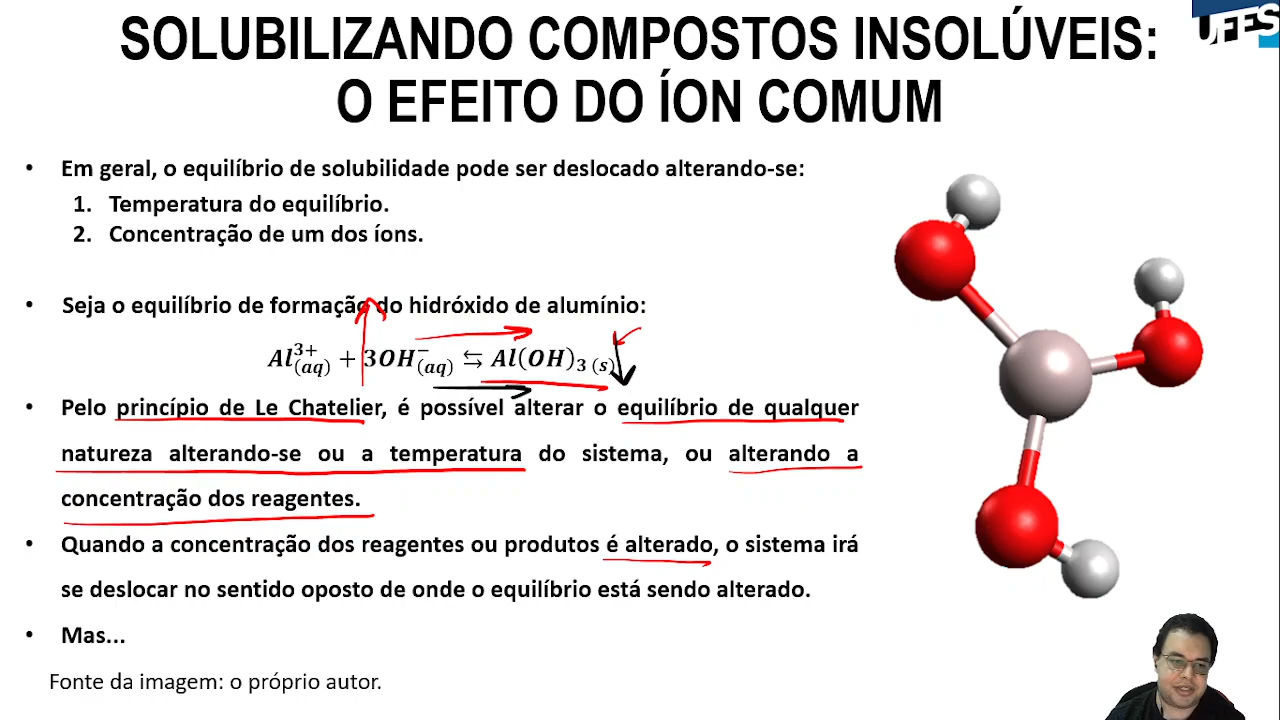 SOLUBILIZANDO COMPOSTOS INSOLÚVEIS:
O EFEITO DO ÍON COMUM
UFES
• Em geral, o equilíbrio de solubilidade pode ser deslocado alterando-se:
1. Temperatura do equilíbrio.
2. Concentração de um dos íons.
• Seja o equilíbrio de formação do hidróxido de alumínio:
Al³⁺(aq) + 3OH⁻(aq) ⇆ Al(OH)₃ (s)
• Pelo princípio de Le Chatelier, é possível alterar o equilíbrio de qualquer
natureza alterando-se ou a temperatura do sistema, ou alterando a
concentração dos reagentes.
• Quando a concentração dos reagentes ou produtos é alterado, o sistema irá
se deslocar no sentido oposto de onde o equilíbrio está sendo alterado.
• Mas...
Fonte da imagem: o próprio autor.